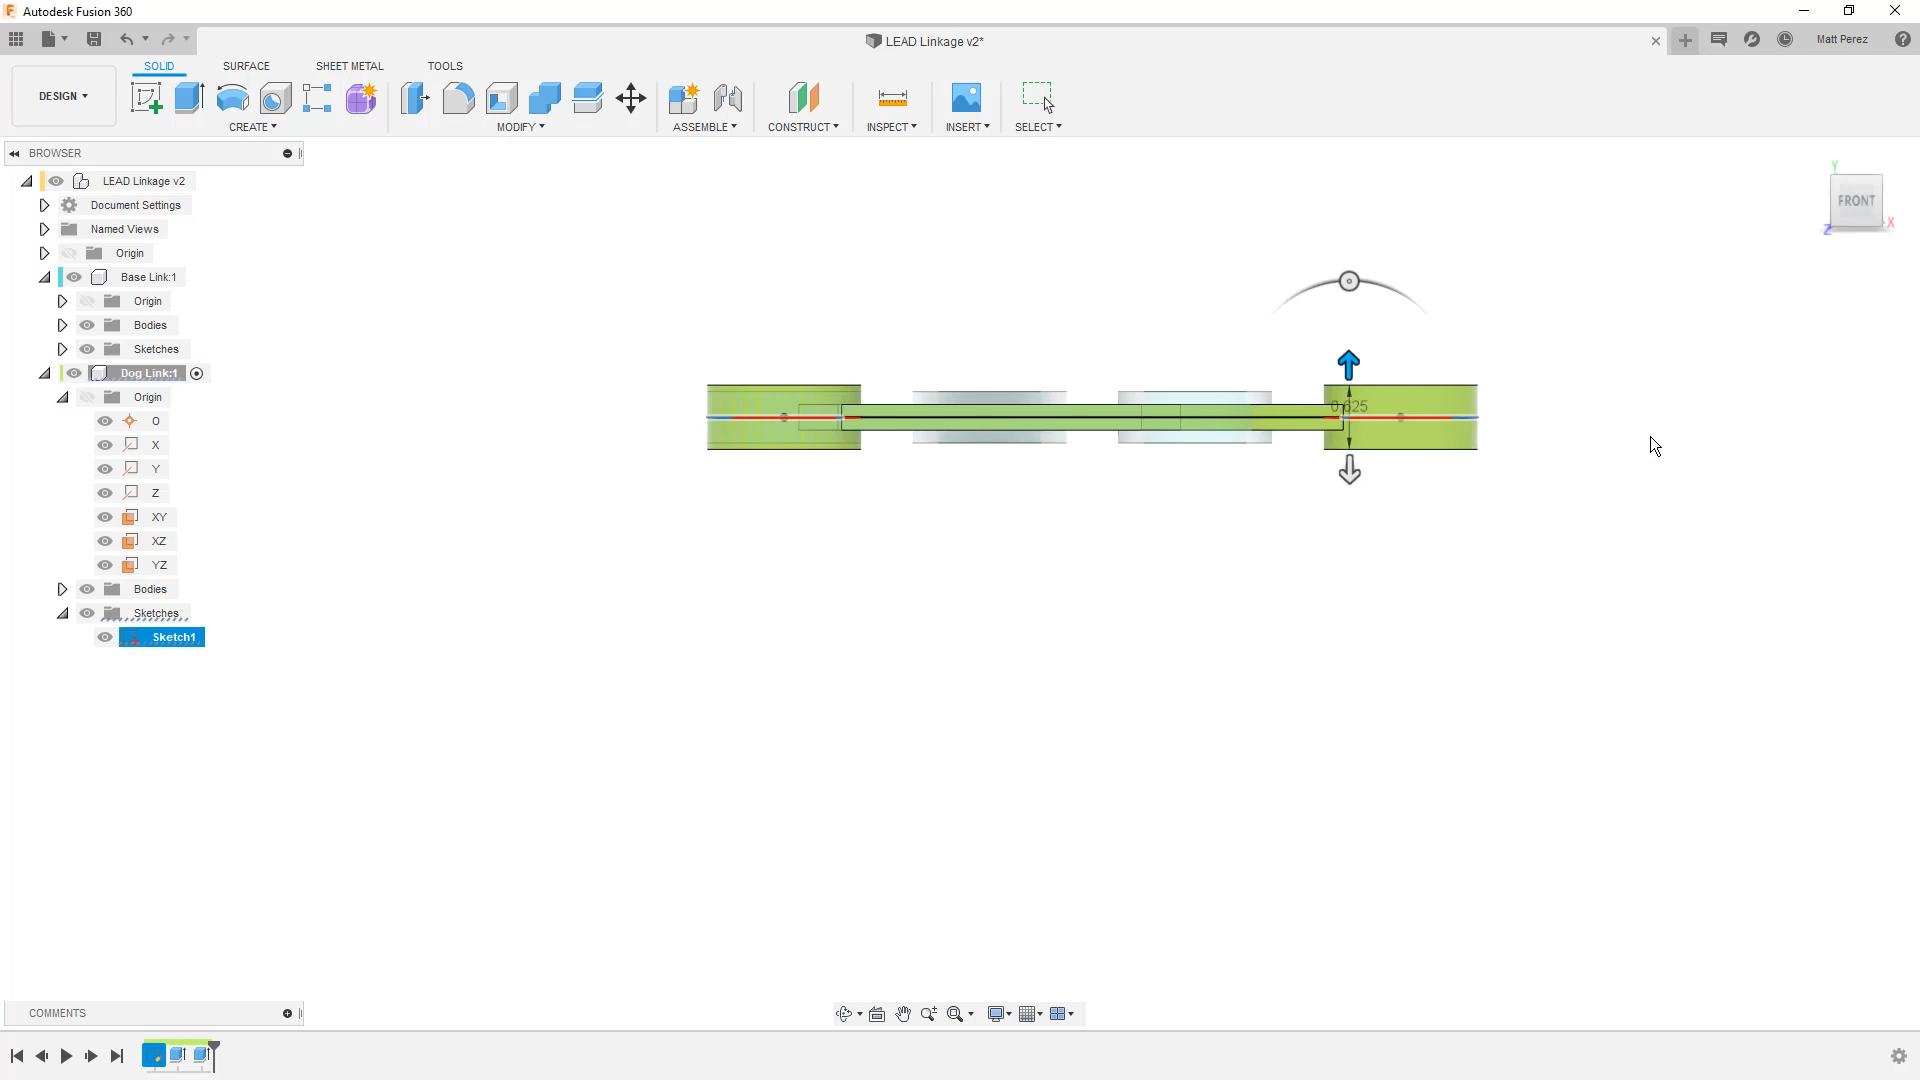 Autodesk Fusion 360
LEAD Linkage v2*
Matt Perez
DESIGN
SOLID
SURFACE
SHEET METAL
TOOLS
CREATE
MODIFY
ASSEMBLE
CONSTRUCT
INSPECT
INSERT
SELECT
BROWSER
LEAD Linkage v2
Document Settings
Named Views
Origin
Base Link:1
Origin
Bodies
Sketches
Dog Link:1
Origin
O
X
Y
Z
XY
XZ
YZ
Bodies
Sketches
Sketch1
0.625
Y
FRONT
X
Z
COMMENTS